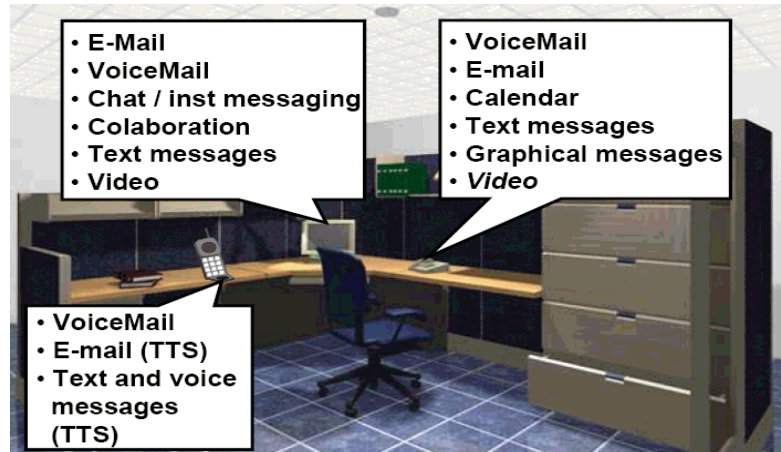 • E-Mail
• VoiceMail
• Chat / inst messaging
• Colaboration
• Text messages
• Video
• VoiceMail
• E-mail
• Calendar
• Text messages
• Graphical messages
• Video
• VoiceMail
• E-mail (TTS)
• Text and voice
messages
(TTS)